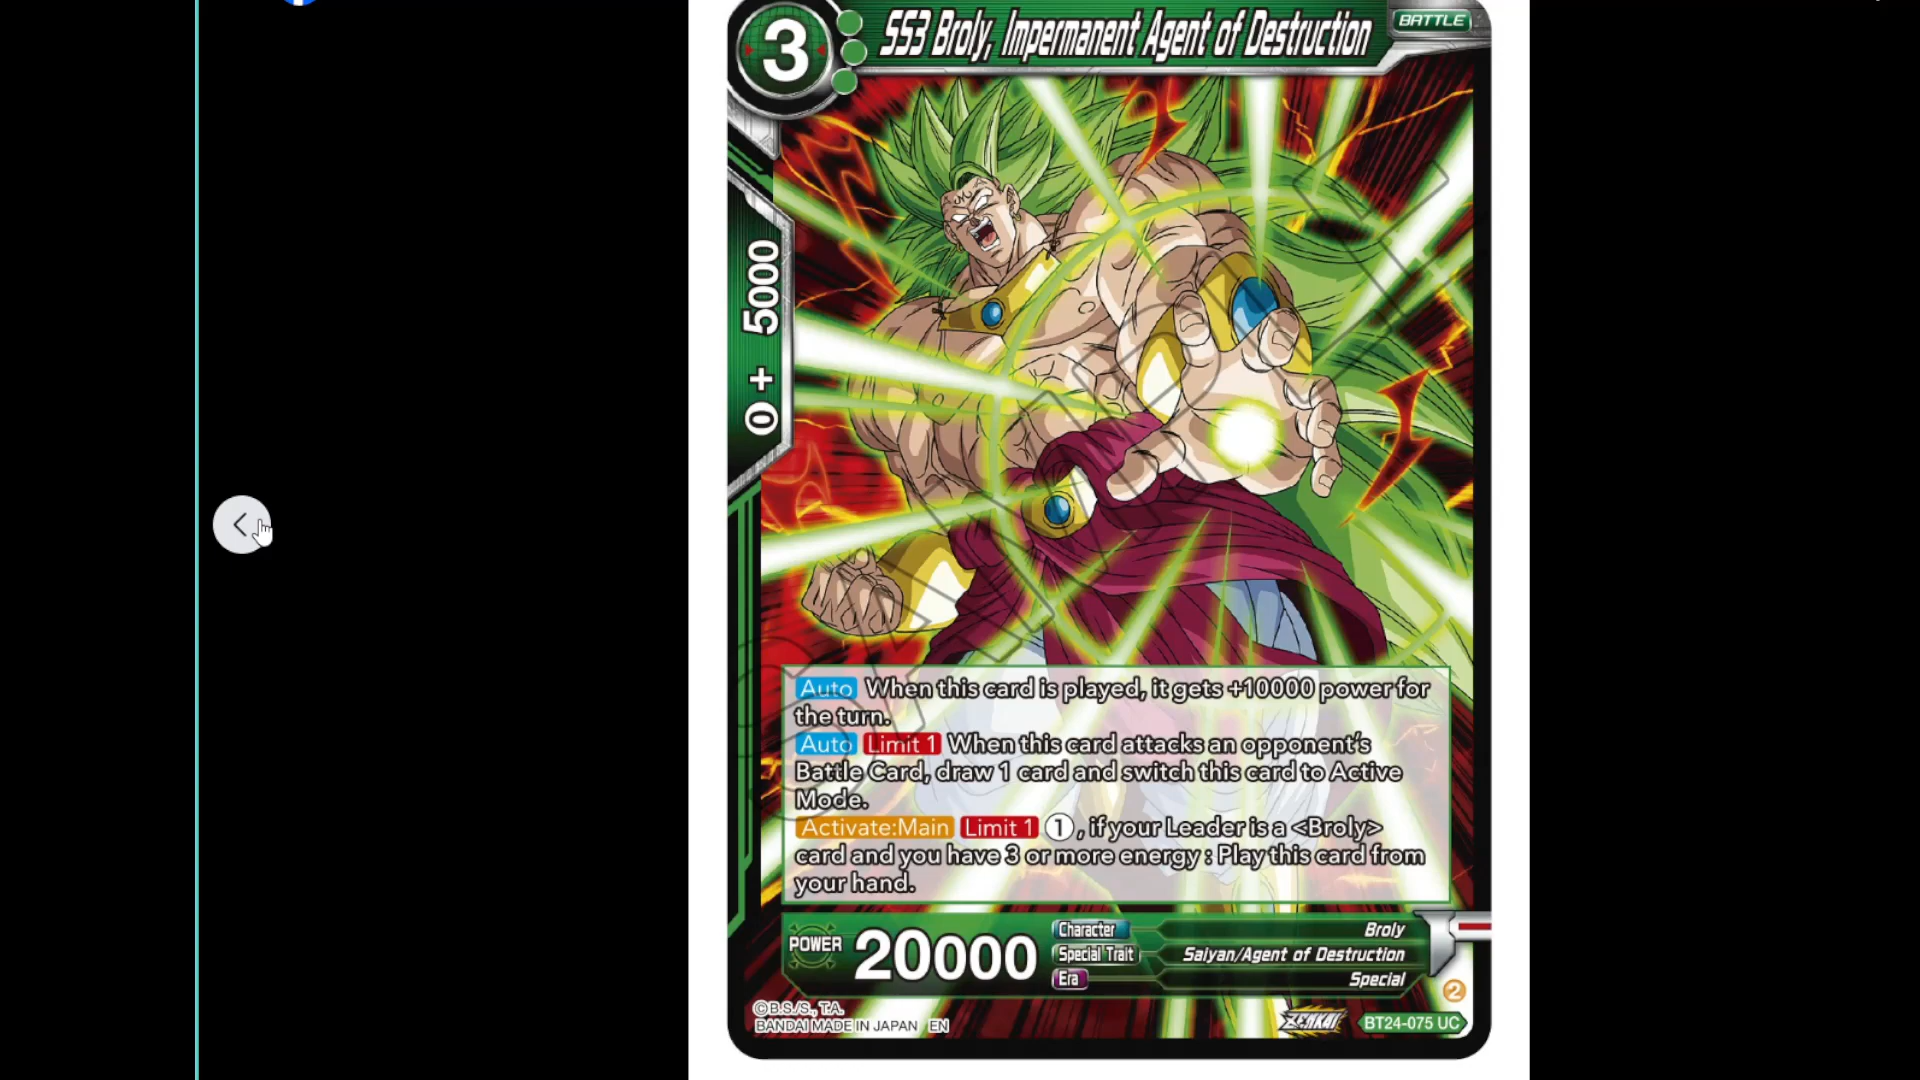 3
SS3 Broly, Impermanent Agent of Destruction
BATTLE
0 + 5000
Auto When this card is played, it gets +10000 power for
the turn.
Auto Limit 1 When this card attacks an opponent's
Battle Card, draw 1 card and switch this card to Active
Mode.
Activate:Main Limit 1 1, if your Leader is a <Broly>
card and you have 3 or more energy : Play this card from
your hand.
POWER 20000
Character Broly
Special Trait Saiyan/Agent of Destruction
Era Special
2
©B.S./S., T.A.
BANDAI MADE IN JAPAN EN
ZENKAI
BT24-075 UC